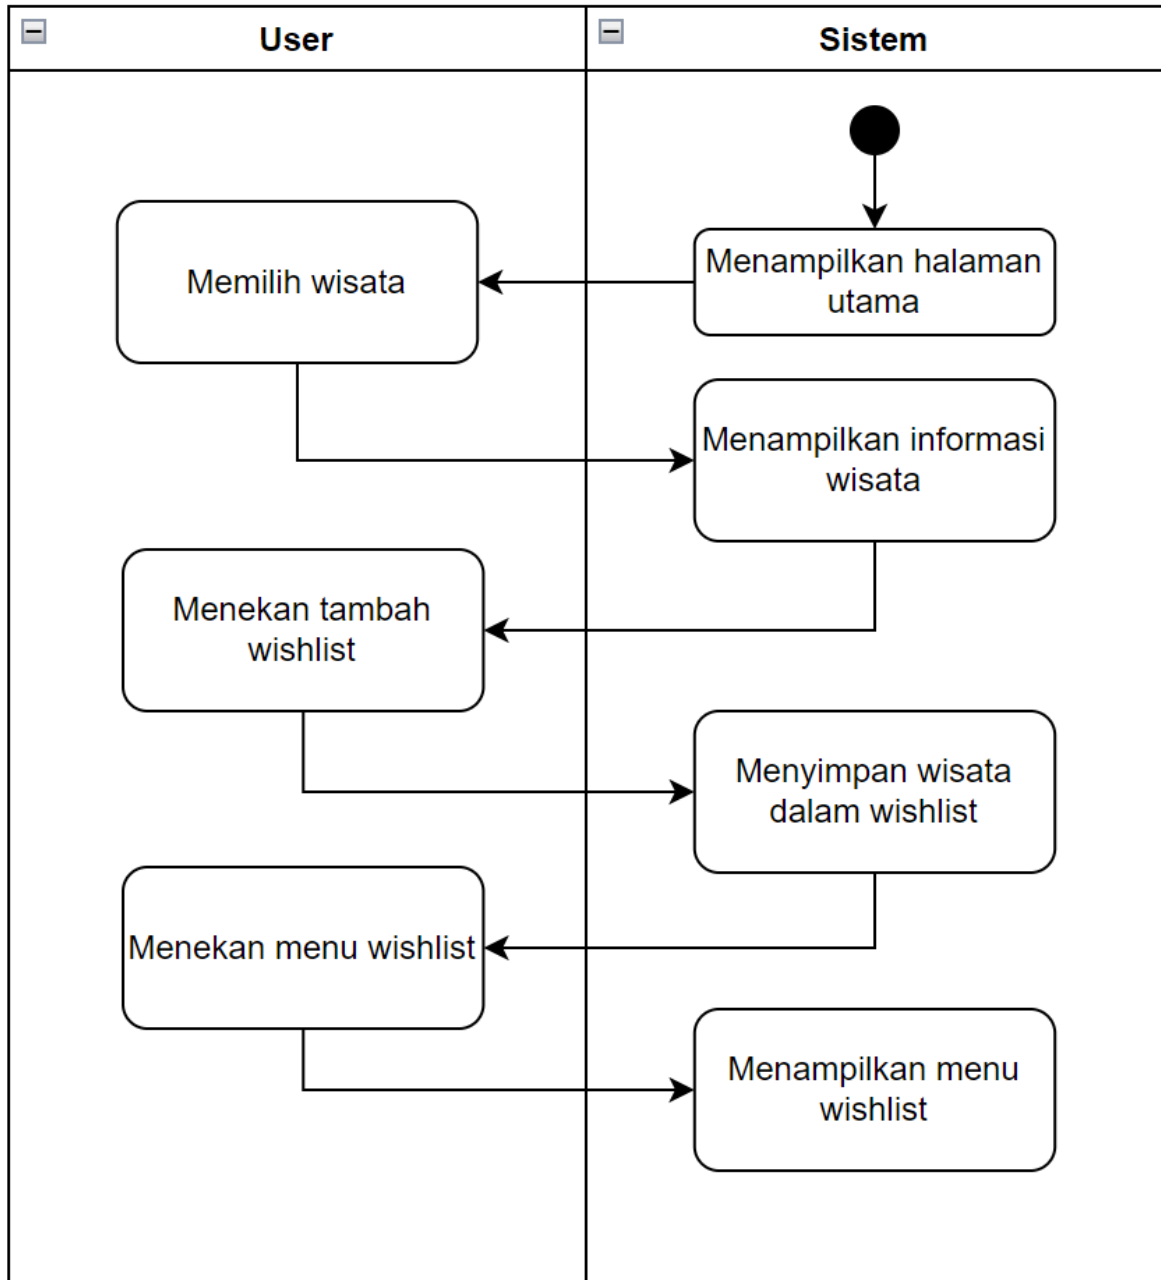 User
Sistem
Menampilkan halaman
utama
Memilih wisata
Menampilkan informasi
wisata
Menekan tambah
wishlist
Menyimpan wisata
dalam wishlist
Menekan menu wishlist
Menampilkan menu
wishlist